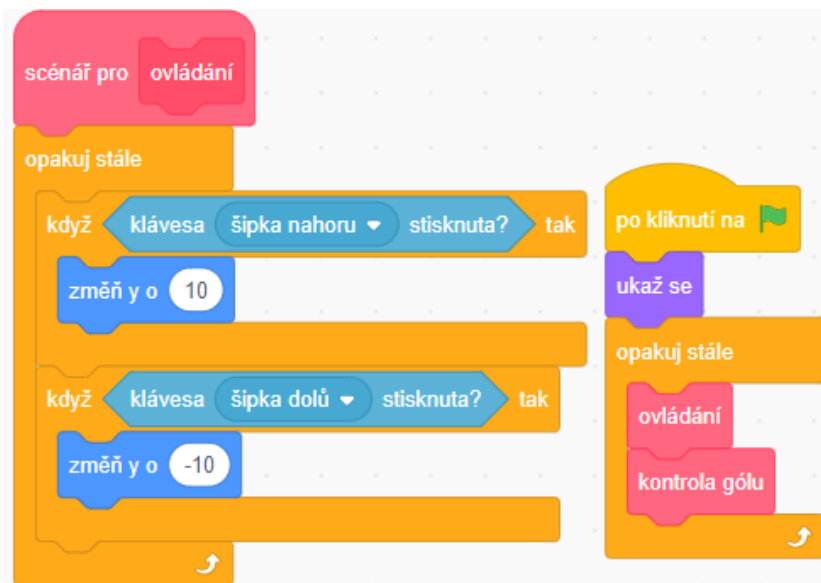 scénář pro ovládání
opakuj stále
když klávesa šipka nahoru stisknuta? tak
změň y o 10
když klávesa šipka dolů stisknuta? tak
změň y o -10
po kliknutí na
ukaž se
opakuj stále
ovládání
kontrola gólu